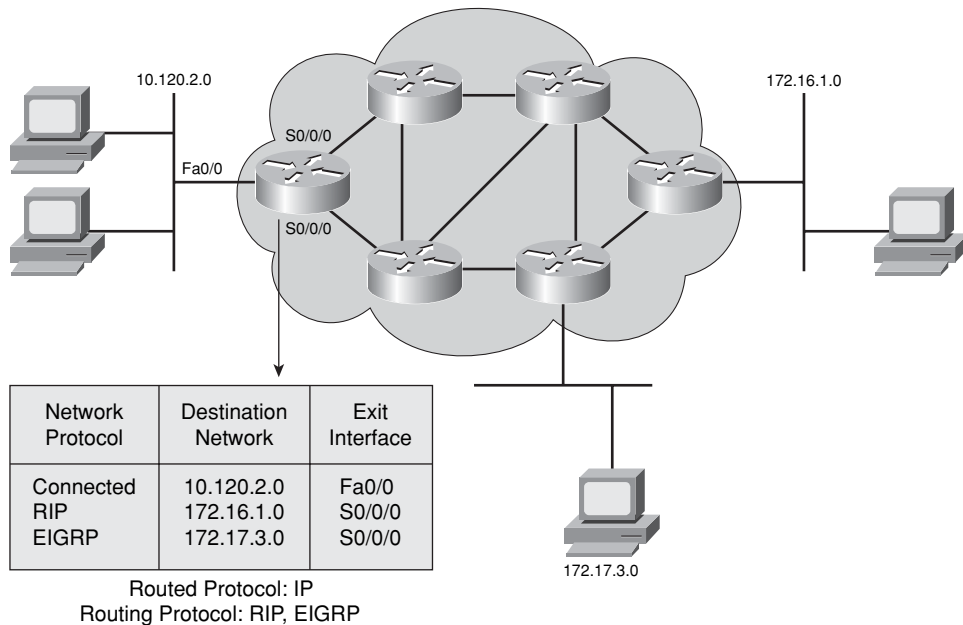 10.120.2.0
172.16.1.0
S0/0/0
Fa0/0
S0/0/0
Network Protocol
Destination Network
Exit Interface
Connected 10.120.2.0 Fa0/0
RIP 172.16.1.0 S0/0/0
EIGRP 172.17.3.0 S0/0/0
172.17.3.0
Routed Protocol: IP
Routing Protocol: RIP, EIGRP